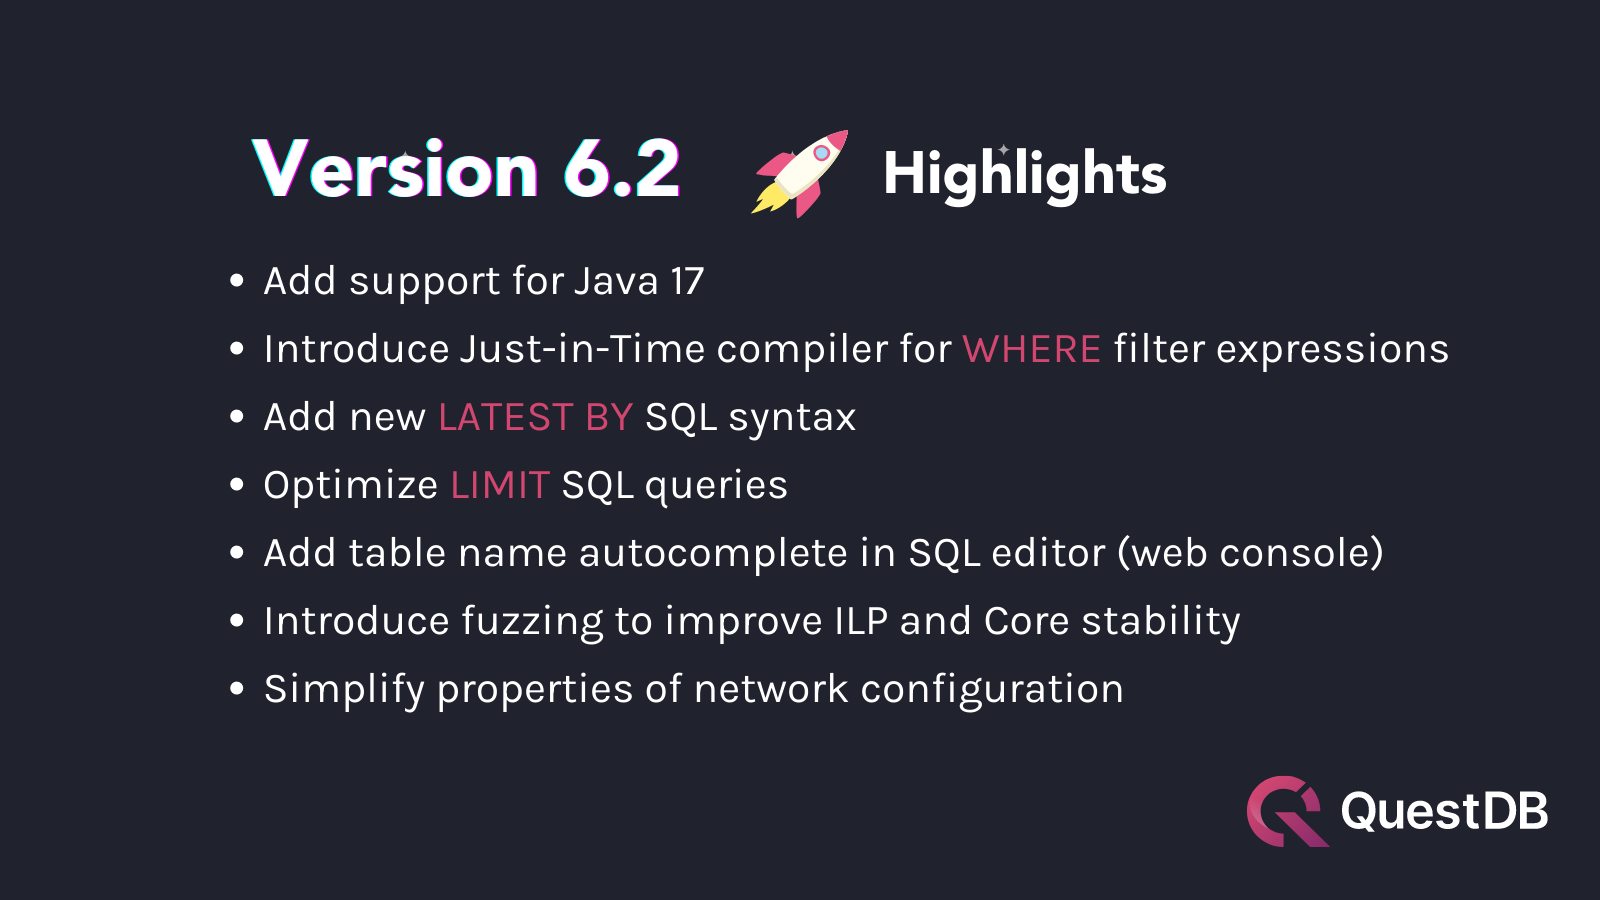 Version 6.2 Highlights
• Add support for Java 17
• Introduce Just-in-Time compiler for WHERE filter expressions
• Add new LATEST BY SQL syntax
• Optimize LIMIT SQL queries
• Add table name autocomplete in SQL editor (web console)
• Introduce fuzzing to improve ILP and Core stability
• Simplify properties of network configuration
QuestDB